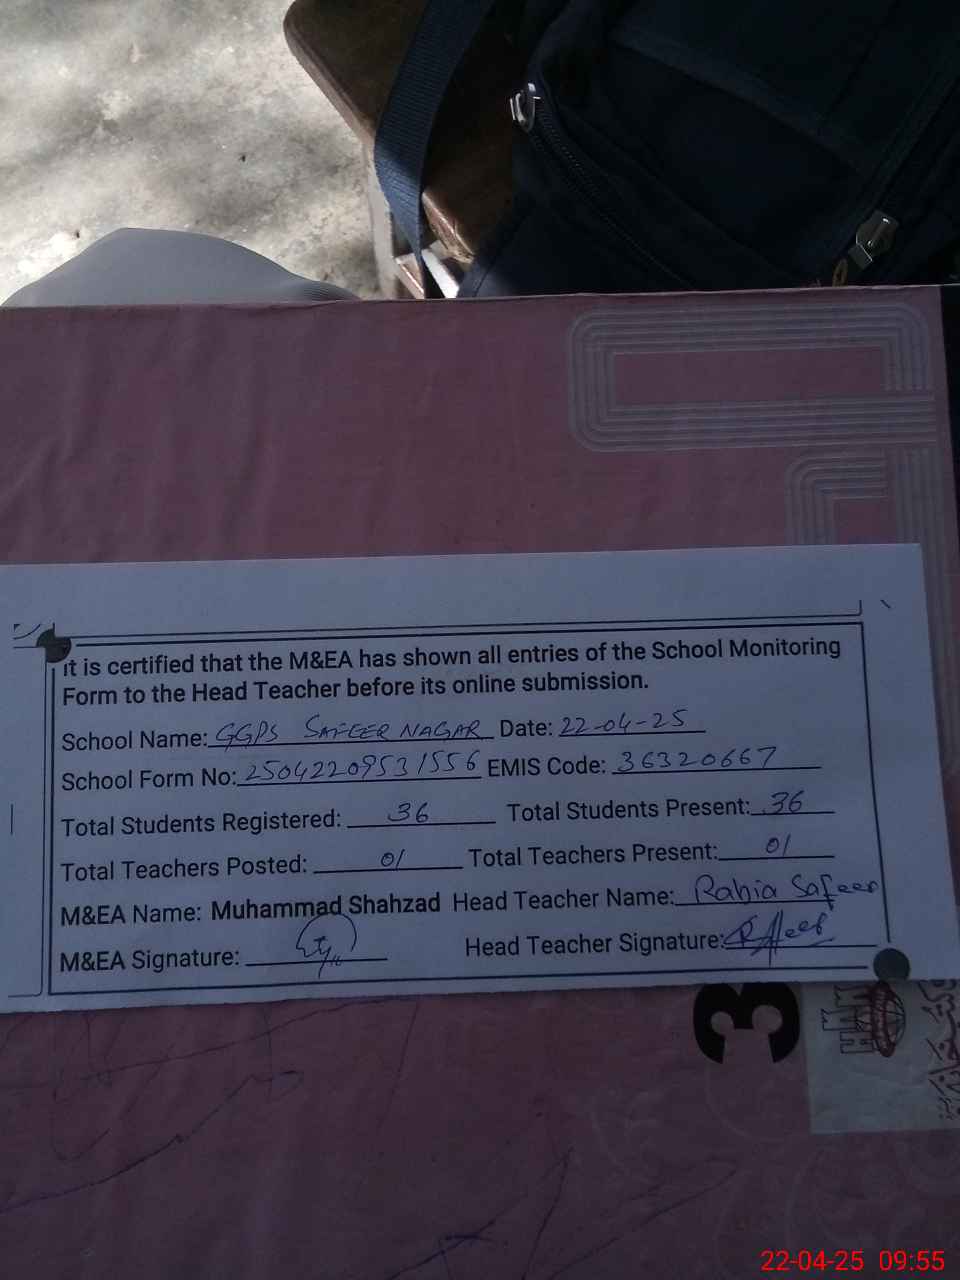 It is certified that the M&EA has shown all entries of the School Monitoring
Form to the Head Teacher before its online submission.
School Name: GGPS SAFEER NAGAR Date: 22-04-25
School Form No: 25042209531556 EMIS Code: 36320667
Total Students Registered: 36 Total Students Present: 36
Total Teachers Posted: 01 Total Teachers Present: 01
M&EA Name: Muhammad Shahzad Head Teacher Name: Rabia Safeer
M&EA Signature: Head Teacher Signature:
3
22-04-25 09:55